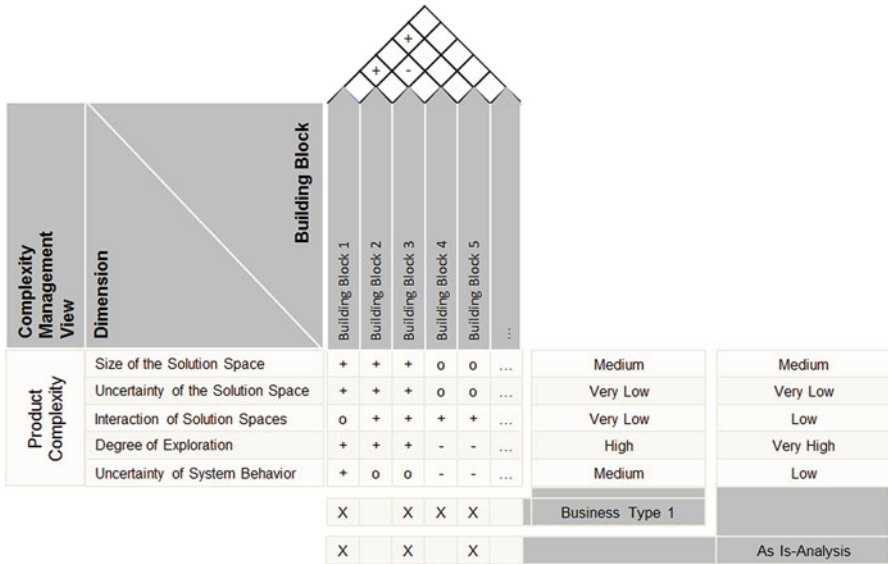 +
+ -
Complexity
Management
View
Dimension
Building Block
Building Block 1
Building Block 2
Building Block 3
Building Block 4
Building Block 5
...
Product
Complexity
Size of the Solution Space + + + o o ... Medium Medium
Uncertainty of the Solution Space + + + o o ... Very Low Very Low
Interaction of Solution Spaces o + + + + ... Very Low Low
Degree of Exploration + + + - - ... High Very High
Uncertainty of System Behavior + o o - - ... Medium Low
X X X X Business Type 1
X X X As Is-Analysis